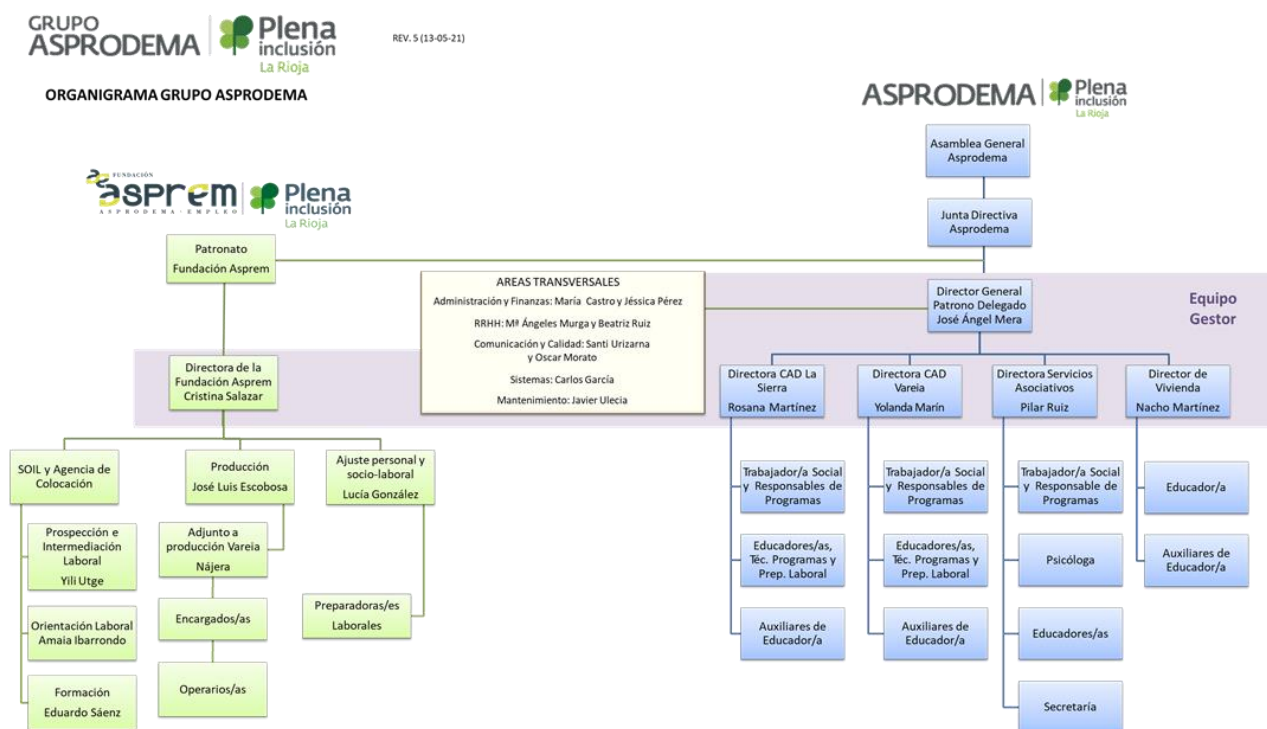 GRUPO
ASPRODEMA
Plena
inclusión
La Rioja
REV. 5 (13-05-21)
ORGANIGRAMA GRUPO ASPRODEMA
ASPRODEMA
Plena
inclusión
La Rioja
Asamblea General
Asprodema
Junta Directiva
Asprodema
FUNDACIÓN
asprem
ASPRODEMA - EMPLEO
Plena
inclusión
La Rioja
Patronato
Fundación Asprem
AREAS TRANSVERSALES
Administración y Finanzas: María Castro y Jéssica Pérez
RRHH: Mª Ángeles Murga y Beatriz Ruiz
Comunicación y Calidad: Santi Urizarna
y Oscar Morato
Sistemas: Carlos García
Mantenimiento: Javier Ulecia
Director General
Patrono Delegado
José Ángel Mera
Equipo
Gestor
Directora de la
Fundación Asprem
Cristina Salazar
Directora CAD La
Sierra
Rosana Martínez
Directora CAD
Vareia
Yolanda Marín
Directora Servicios
Asociativos
Pilar Ruiz
Director de
Vivienda
Nacho Martínez
SOIL y Agencia de
Colocación
Prospección e
Intermediación
Laboral
Yili Utge
Orientación Laboral
Amaia Ibarrondo
Formación
Eduardo Sáenz
Producción
José Luis Escobosa
Adjunto a
producción Vareia
Nájera
Encargados/as
Operarios/as
Ajuste personal y
socio-laboral
Lucía González
Preparadoras/es
Laborales
Trabajador/a Social
y Responsables de
Programas
Educadores/as,
Téc. Programas y
Prep. Laboral
Auxiliares de
Educador/a
Trabajador/a Social
y Responsables de
Programas
Educadores/as,
Téc. Programas y
Prep. Laboral
Auxiliares de
Educador/a
Trabajador/a Social
y Responsable de
Programas
Psicóloga
Educadores/as
Secretaría
Educador/a
Auxiliares de
Educador/a